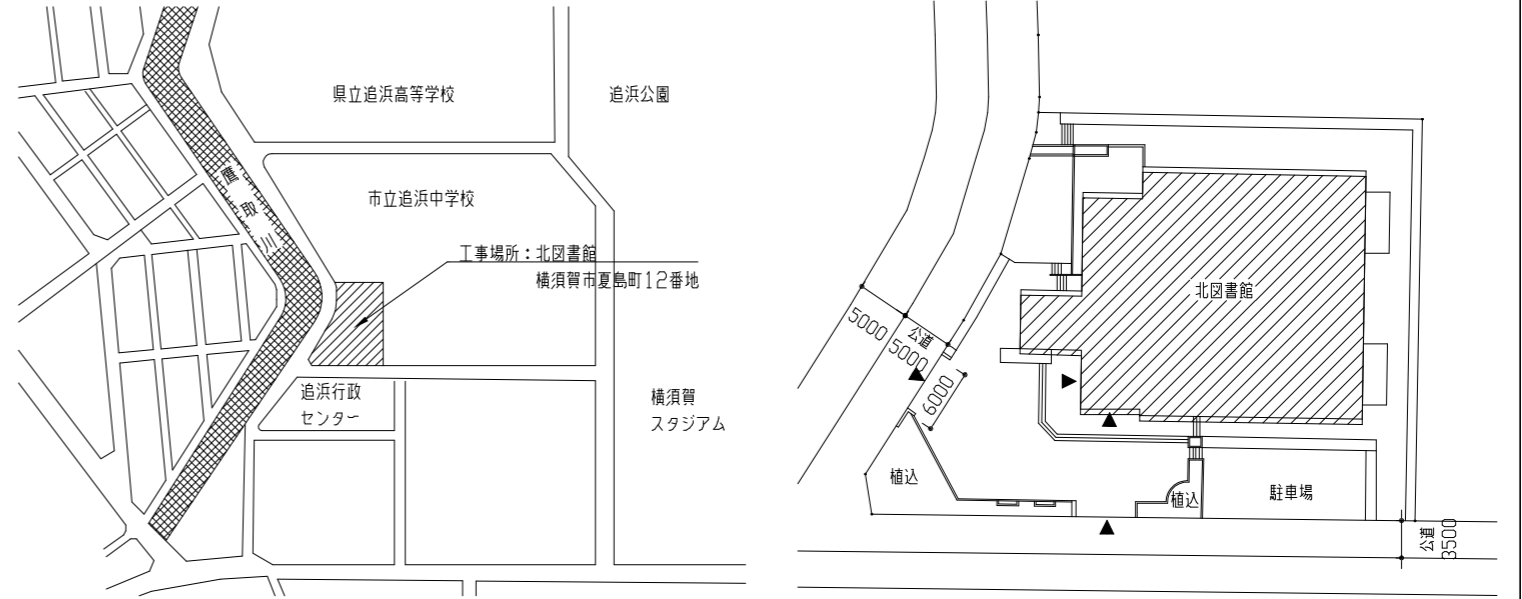 県立追浜高等学校
追浜公園
鷹取川
市立追浜中学校
工事場所：北図書館
横須賀市夏島町12番地
追浜行政
センター
横須賀
スタジアム
北図書館
5000
公道
5000
6000
植込
植込
駐車場
公道
3500